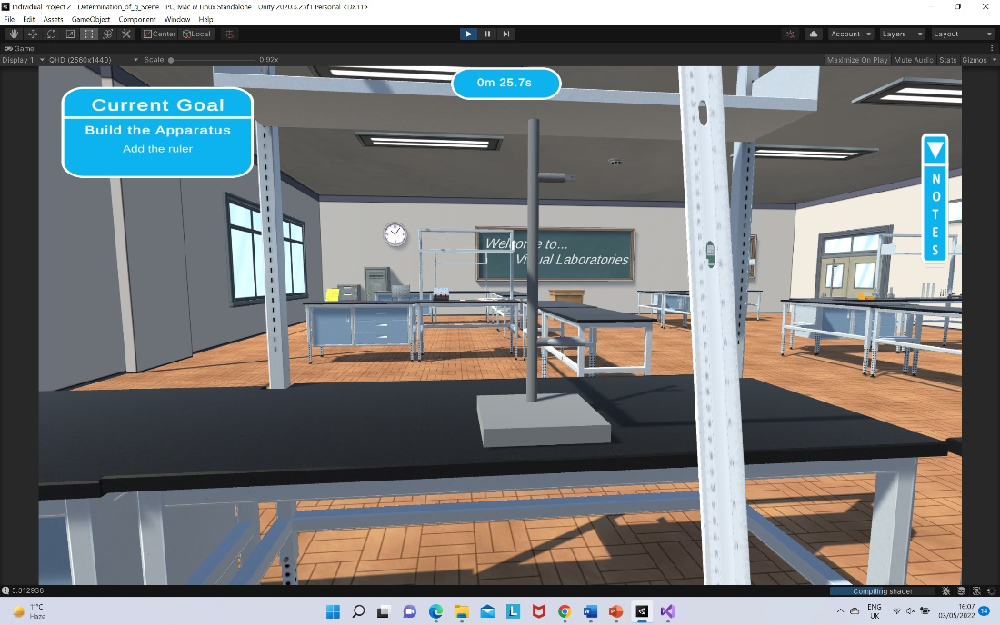 Individual Project 2 - Determination_of_g_Scene - PC, Mac & Linux Standalone - Unity 2020.3.25f1 Personal <DX11>
File Edit Assets GameObject Component Window Help
Center Local Account Layers Layout
Game
Display 1 QHD (2560x1440) Scale 0.92x Maximize On Play Mute Audio Stats Gizmos
0m 25.7s
Current Goal
Build the Apparatus
Add the ruler
NOTES
Welcome to...
Virtual Laboratories
5.312938 Compiling shader
11°C
Haze
ENG
UK
16:07
03/05/2022
14